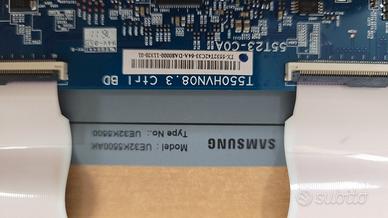 55T23-C0A
T550HVN08.3 Ctrl BD
SAMSUNG
Model : UE32K5500AK
Type No.: UE32K5500
subito